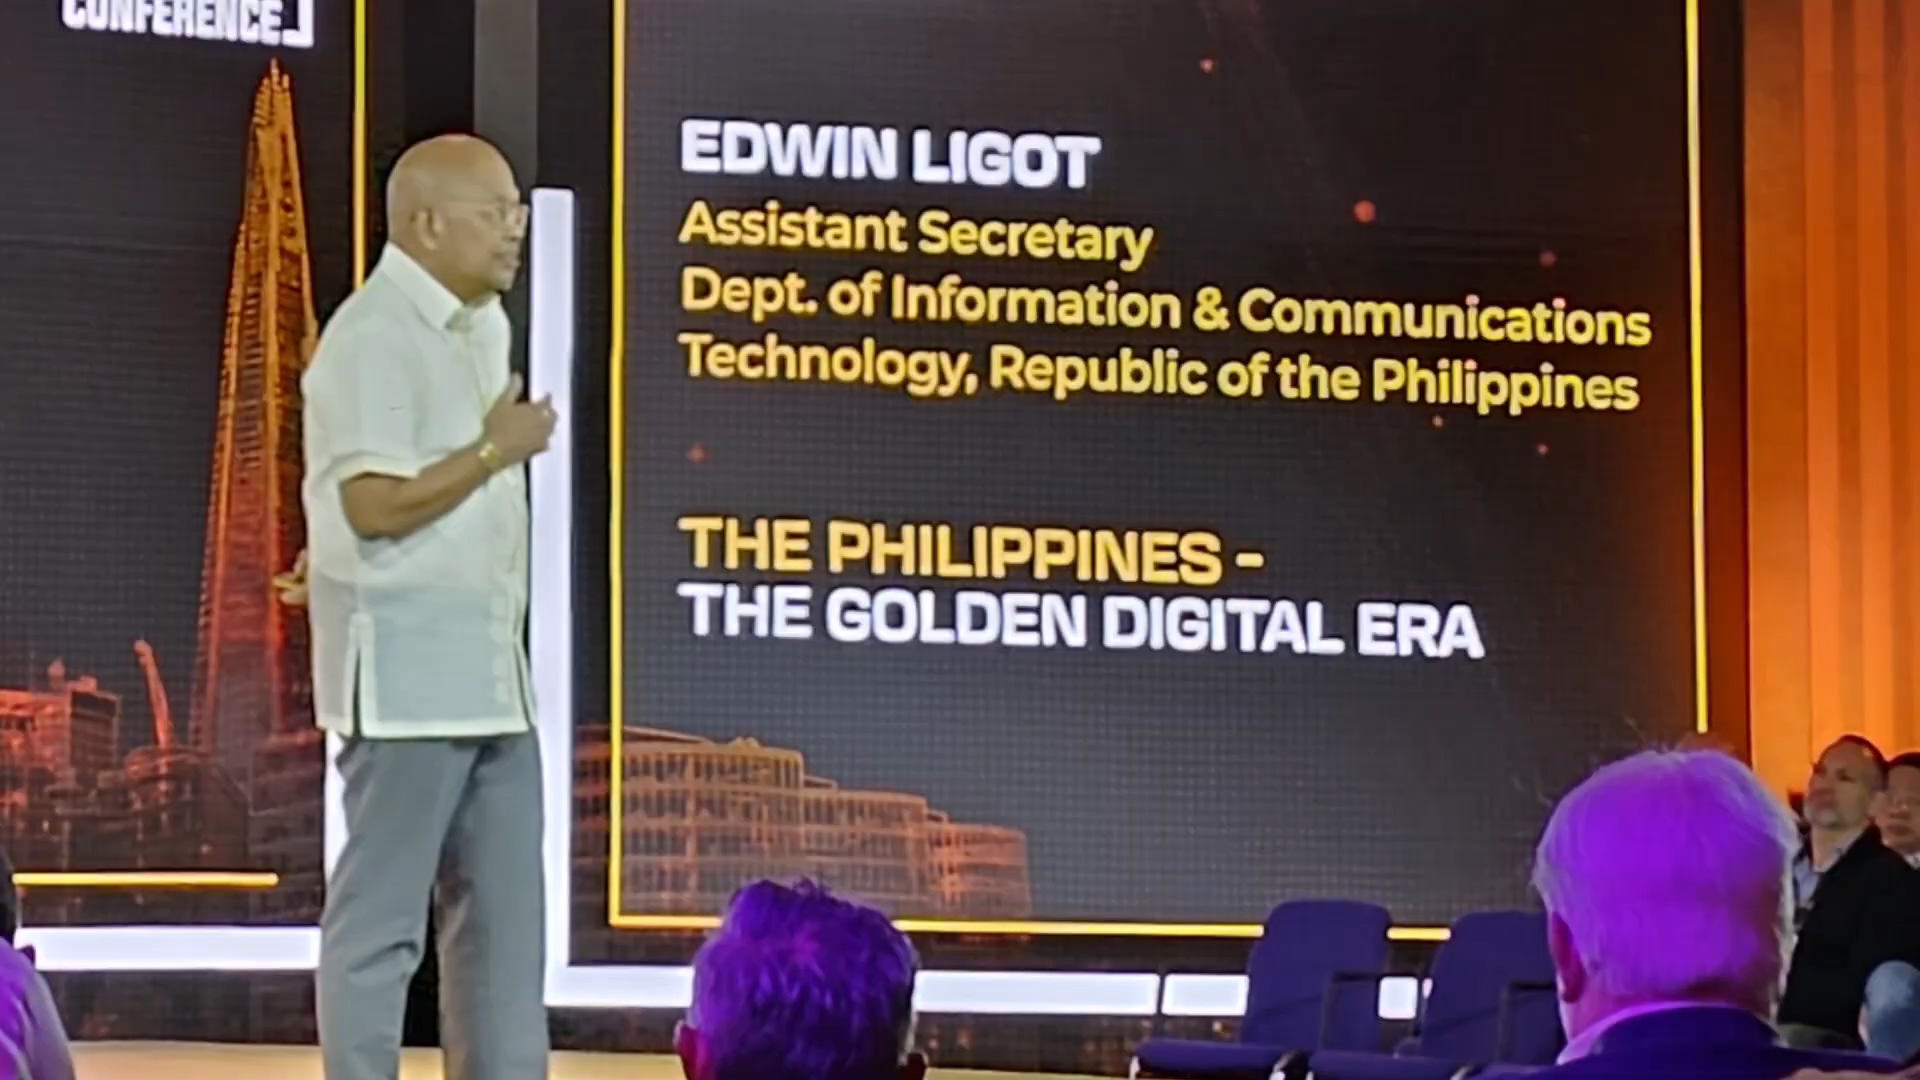 CONFERENCE
EDWIN LIGOT
Assistant Secretary
Dept. of Information & Communications
Technology, Republic of the Philippines
THE PHILIPPINES -
THE GOLDEN DIGITAL ERA